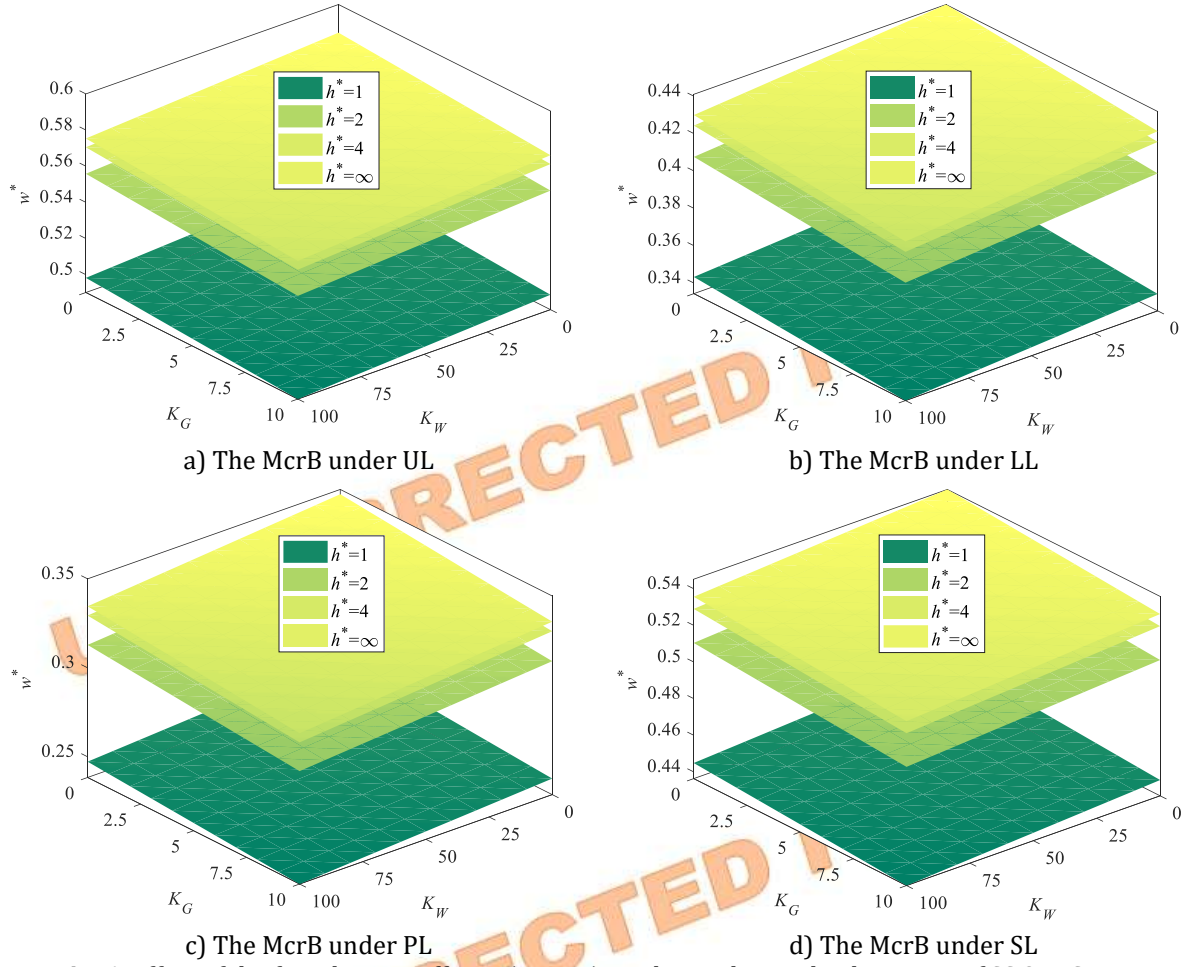 0.6
0.58
0.56
0.54
0.52
0.5
w*
h*=1
h*=2
h*=4
h*=∞
0
2.5
5
7.5
10
K_G
100
75
50
25
0
K_W
a) The McrB under UL
0.44
0.42
0.4
0.38
0.36
0.34
w*
h*=1
h*=2
h*=4
h*=∞
0
2.5
5
7.5
10
K_G
100
75
50
25
0
K_W
b) The McrB under LL
RECTED
0.35
0.3
0.25
w*
h*=1
h*=2
h*=4
h*=∞
0
2.5
5
7.5
10
K_G
100
75
50
25
0
K_W
c) The McrB under PL
0.54
0.52
0.5
0.48
0.46
0.44
w*
h*=1
h*=2
h*=4
h*=∞
0
2.5
5
7.5
10
K_G
100
75
50
25
0
K_W
d) The McrB under SL
ECTED